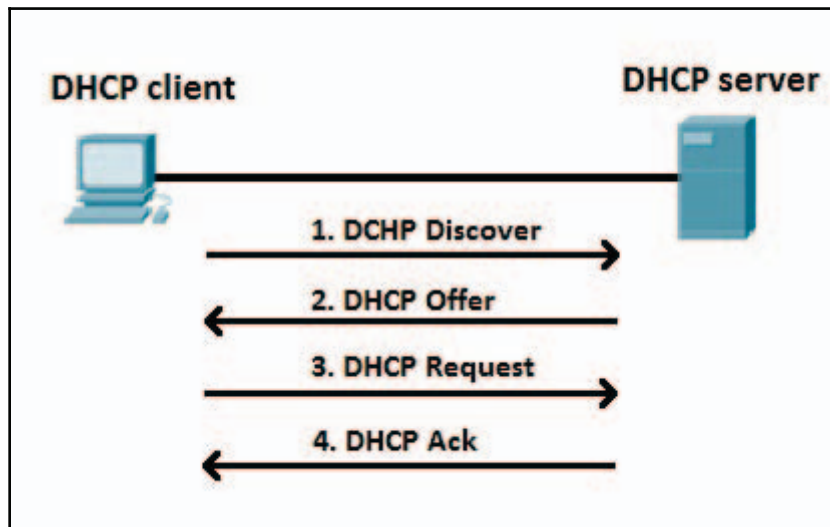 DHCP client
DHCP server
1. DCHP Discover
2. DHCP Offer
3. DHCP Request
4. DHCP Ack